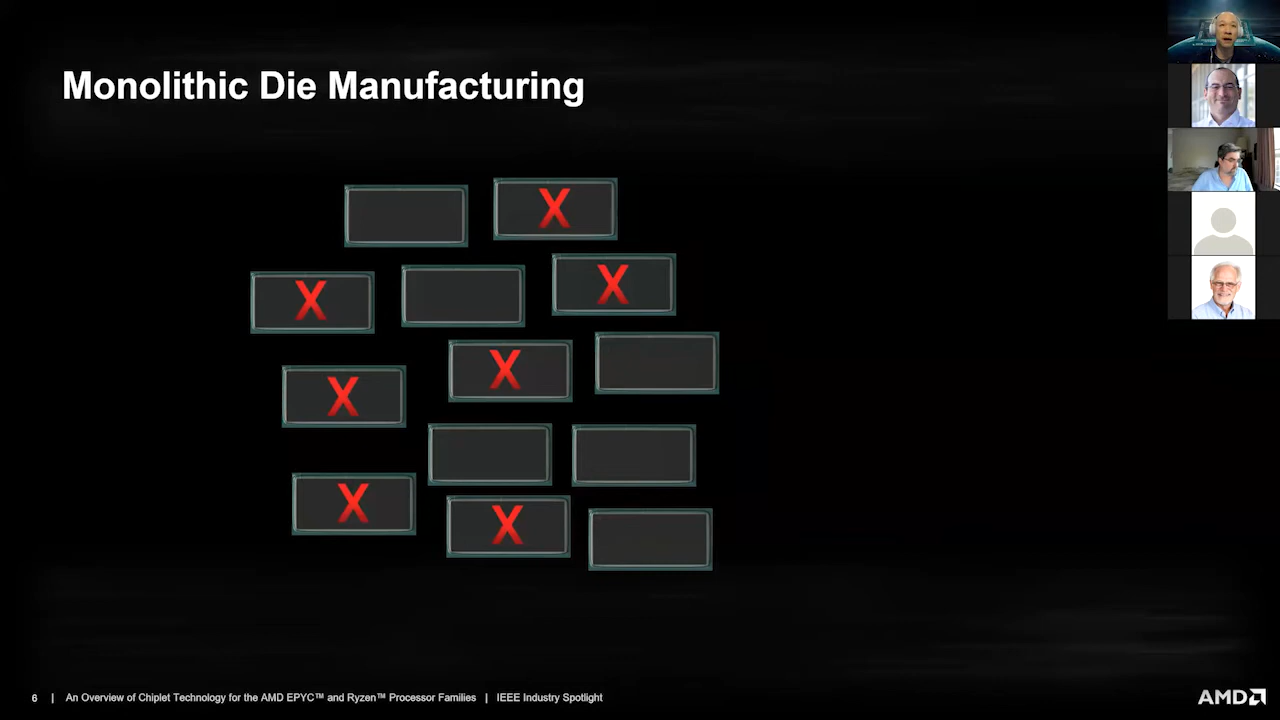 Monolithic Die Manufacturing
X
X
X
X
X
X
X
6 | An Overview of Chiplet Technology for the AMD EPYC™ and Ryzen™ Processor Families | IEEE Industry Spotlight
AMD